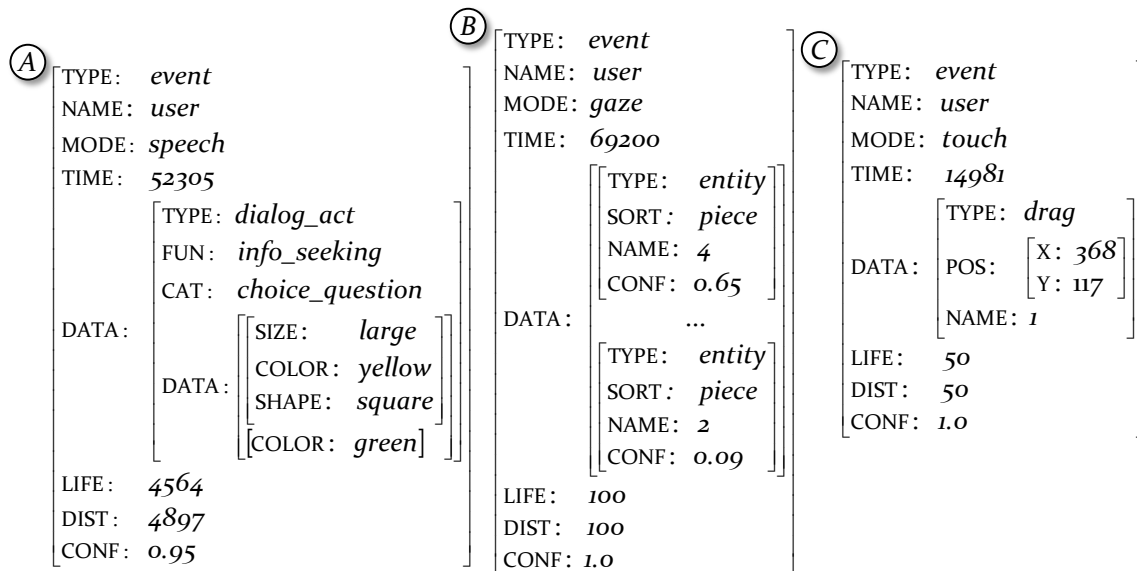 A
TYPE: event
NAME: user
MODE: speech
TIME: 52305
DATA:
TYPE: dialog_act
FUN: info_seeking
CAT: choice_question
DATA:
SIZE: large
COLOR: yellow
SHAPE: square
[COLOR: green]
LIFE: 4564
DIST: 4897
CONF: 0.95
B
TYPE: event
NAME: user
MODE: gaze
TIME: 69200
DATA:
TYPE: entity
SORT: piece
NAME: 4
CONF: 0.65
...
TYPE: entity
SORT: piece
NAME: 2
CONF: 0.09
LIFE: 100
DIST: 100
CONF: 1.0
C
TYPE: event
NAME: user
MODE: touch
TIME: 14981
DATA:
TYPE: drag
POS:
X: 368
Y: 117
NAME: 1
LIFE: 50
DIST: 50
CONF: 1.0